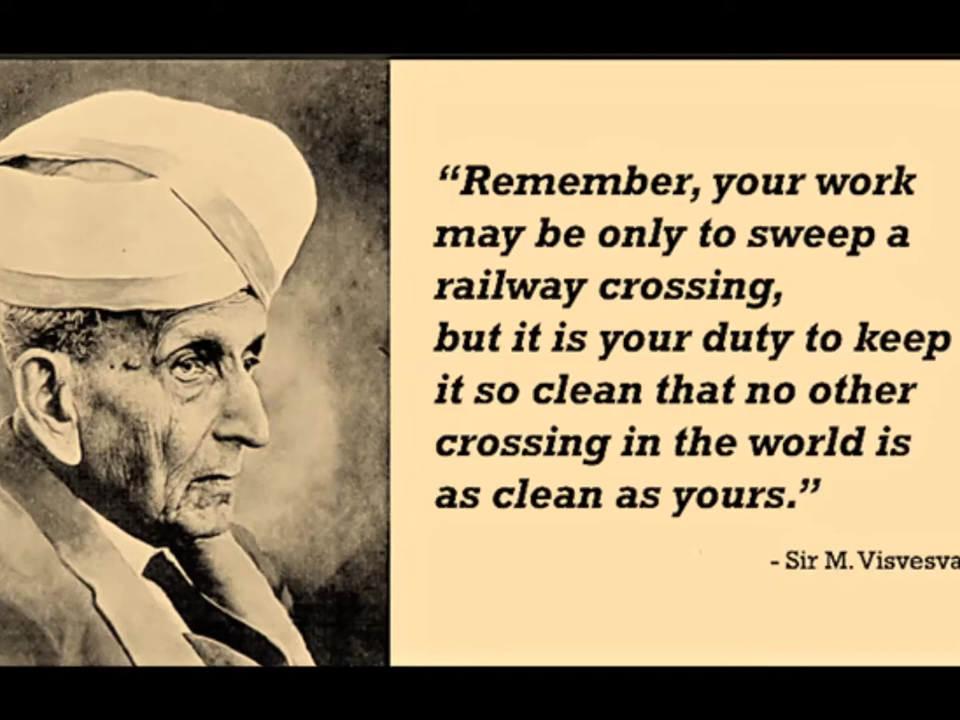 “Remember, your work
may be only to sweep a
railway crossing,
but it is your duty to keep
it so clean that no other
crossing in the world is
as clean as yours.”
- Sir M. Visvesva